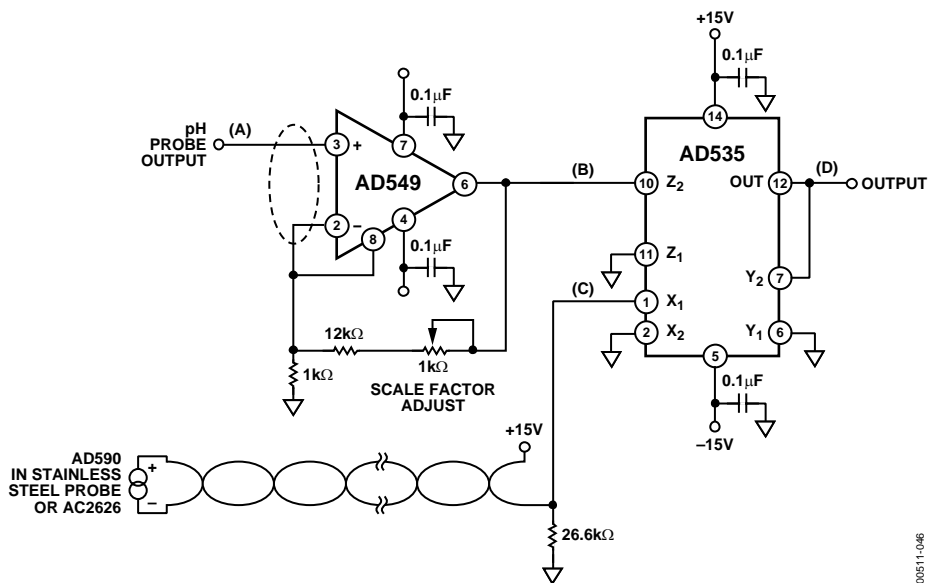 +15V
0.1µF
14
pH
PROBE
OUTPUT
(A)
3
+
0.1µF
7
AD549
6
(B)
AD535
10
Z2
OUT
12
(D)
OUTPUT
2
–
8
4
0.1µF
11
Z1
Y2
7
(C)
1
X1
2
X2
Y1
6
12kΩ
1kΩ
1kΩ
SCALE FACTOR
ADJUST
5
0.1µF
–15V
+15V
AD590
IN STAINLESS
STEEL PROBE
OR AC2626
+
–
26.6kΩ
00511-046